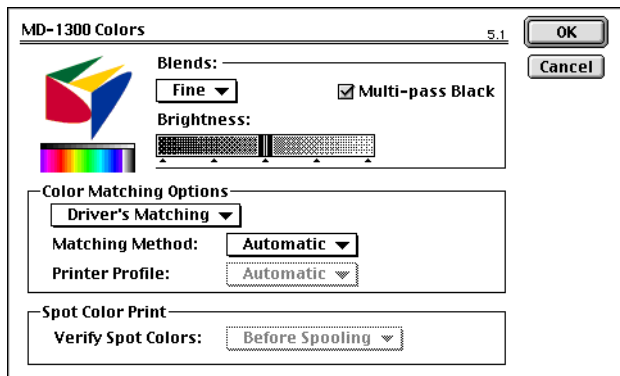 MD-1300 Colors 5.1
OK
Cancel
Blends:
Fine
Multi-pass Black
Brightness:
Color Matching Options
Driver's Matching
Matching Method: Automatic
Printer Profile: Automatic
Spot Color Print
Verify Spot Colors: Before Spooling